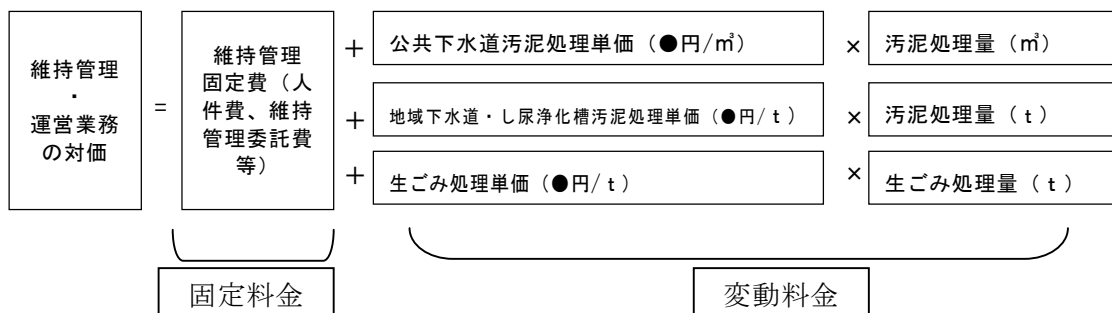 維持管理
・
運営業務
の対価
=
維持管理
固定費（人
件費、維持
管理委託費
等）
+ 公共下水道汚泥処理単価（●円/㎥） × 汚泥処理量（㎥）
+ 地域下水道・し尿浄化槽汚泥処理単価（●円/ｔ） × 汚泥処理量（ｔ）
+ 生ごみ処理単価（●円/ｔ） × 生ごみ処理量（ｔ）
固定料金
変動料金